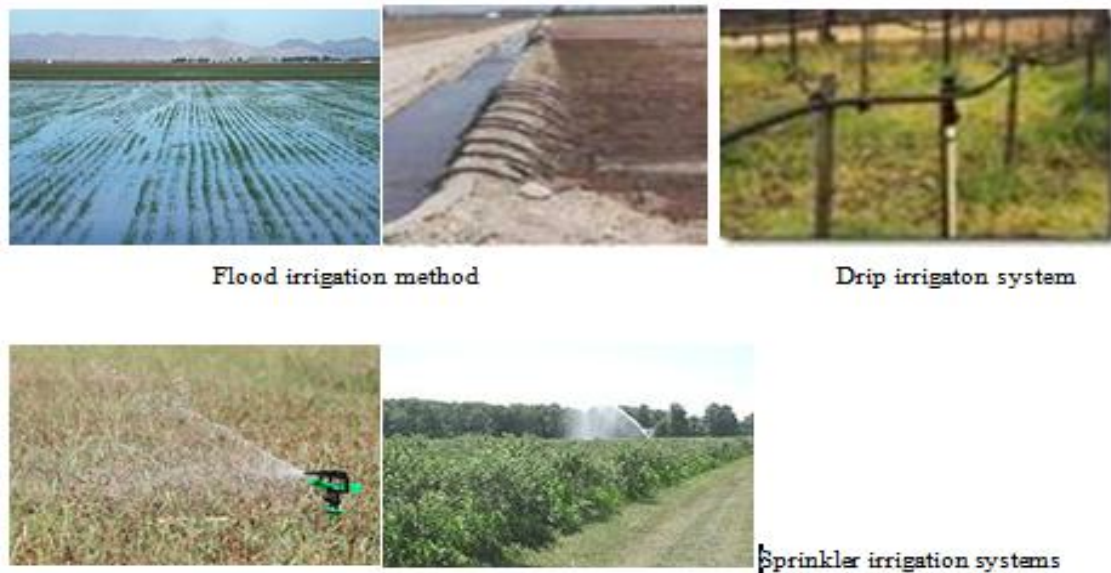 Flood irrigation method
Drip irrigaton system
Sprinkler irrigation systems